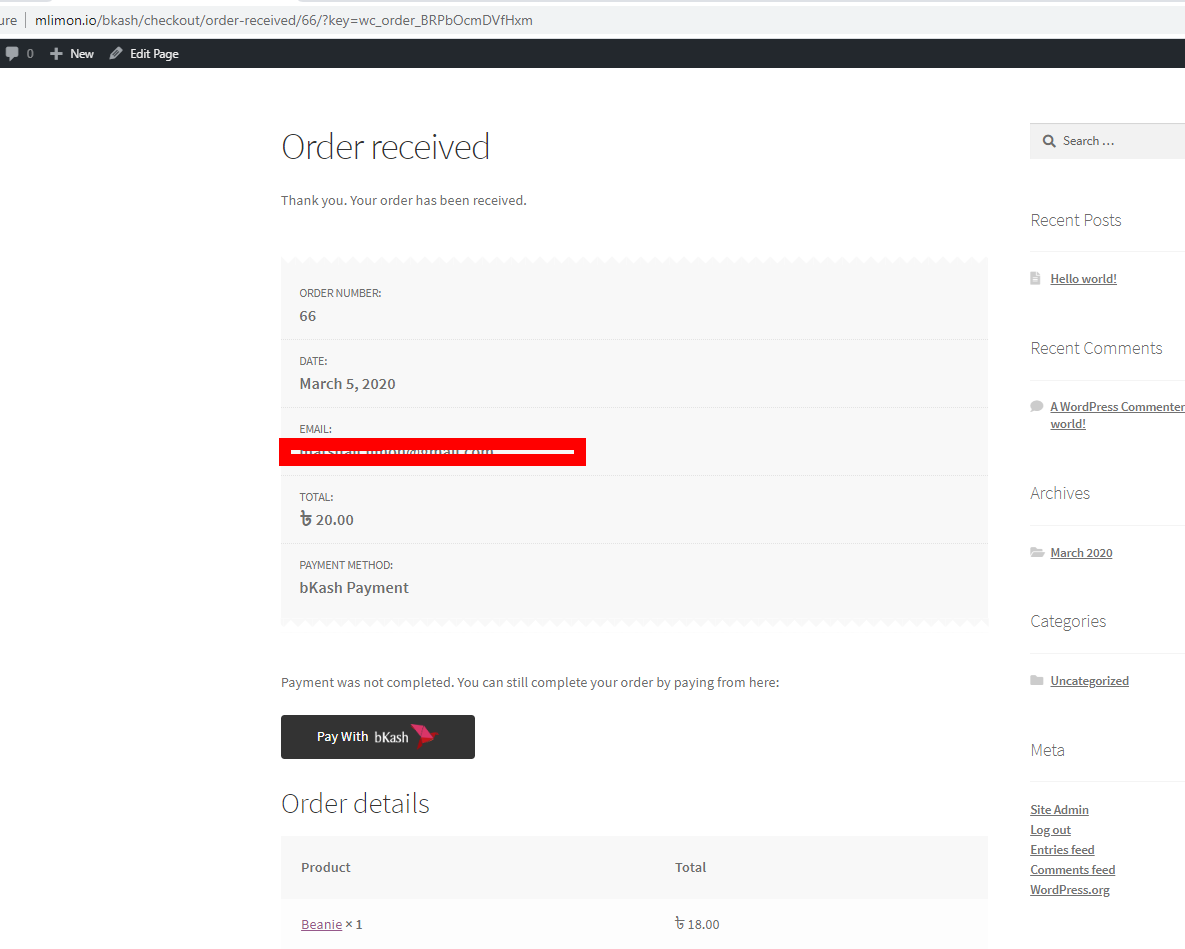 ure | mlimon.io/bkash/checkout/order-received/66/?key=wc_order_BRPbOcmDVfHxm
0 New Edit Page
Order received
Thank you. Your order has been received.
ORDER NUMBER:
66
DATE:
March 5, 2020
EMAIL:
TOTAL:
৳ 20.00
PAYMENT METHOD:
bKash Payment
Payment was not completed. You can still complete your order by paying from here:
Pay With bKash
Order details
Product Total
Beanie × 1 ৳ 18.00
Search …
Recent Posts
Hello world!
Recent Comments
A WordPress Commenter
world!
Archives
March 2020
Categories
Uncategorized
Meta
Site Admin
Log out
Entries feed
Comments feed
WordPress.org